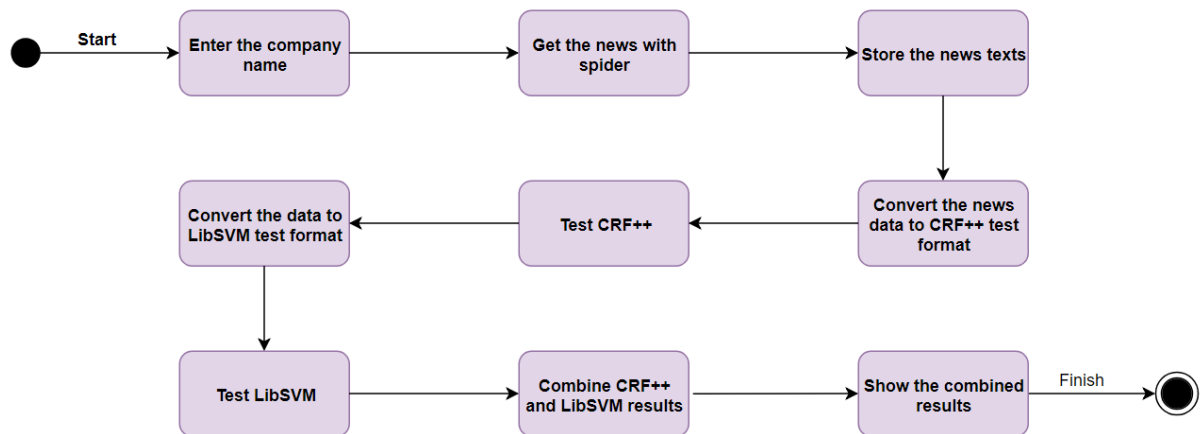 Start
Enter the company
name
Get the news with
spider
Store the news texts
Convert the data to
LibSVM test format
Test CRF++
Convert the news
data to CRF++ test
format
Test LibSVM
Combine CRF++
and LibSVM results
Show the combined
results
Finish